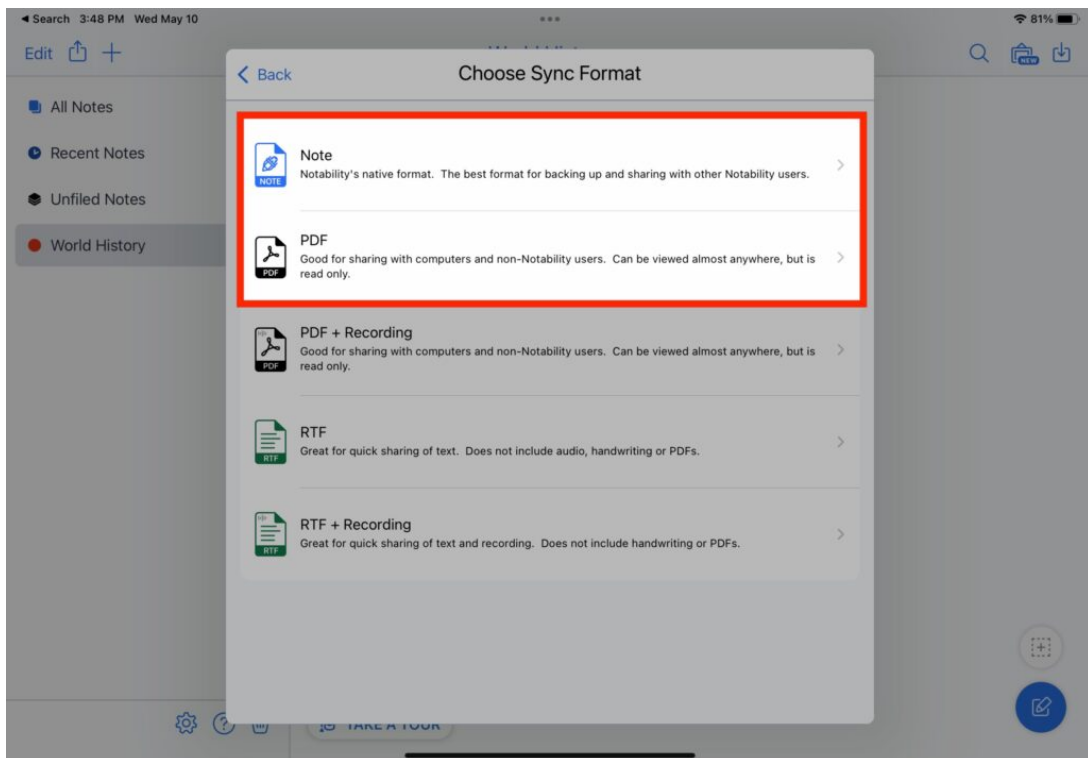 Search 3:48 PM Wed May 10
81%
Edit
Back
Choose Sync Format
NEW
All Notes
Recent Notes
Unfiled Notes
World History
NOTE
Note
Notability's native format. The best format for backing up and sharing with other Notability users.
PDF
PDF
Good for sharing with computers and non-Notability users. Can be viewed almost anywhere, but is
read only.
PDF
PDF + Recording
Good for sharing with computers and non-Notability users. Can be viewed almost anywhere, but is
read only.
RTF
RTF
Great for quick sharing of text. Does not include audio, handwriting or PDFs.
RTF
RTF + Recording
Great for quick sharing of text and recording. Does not include handwriting or PDFs.
TAKE A TOUR